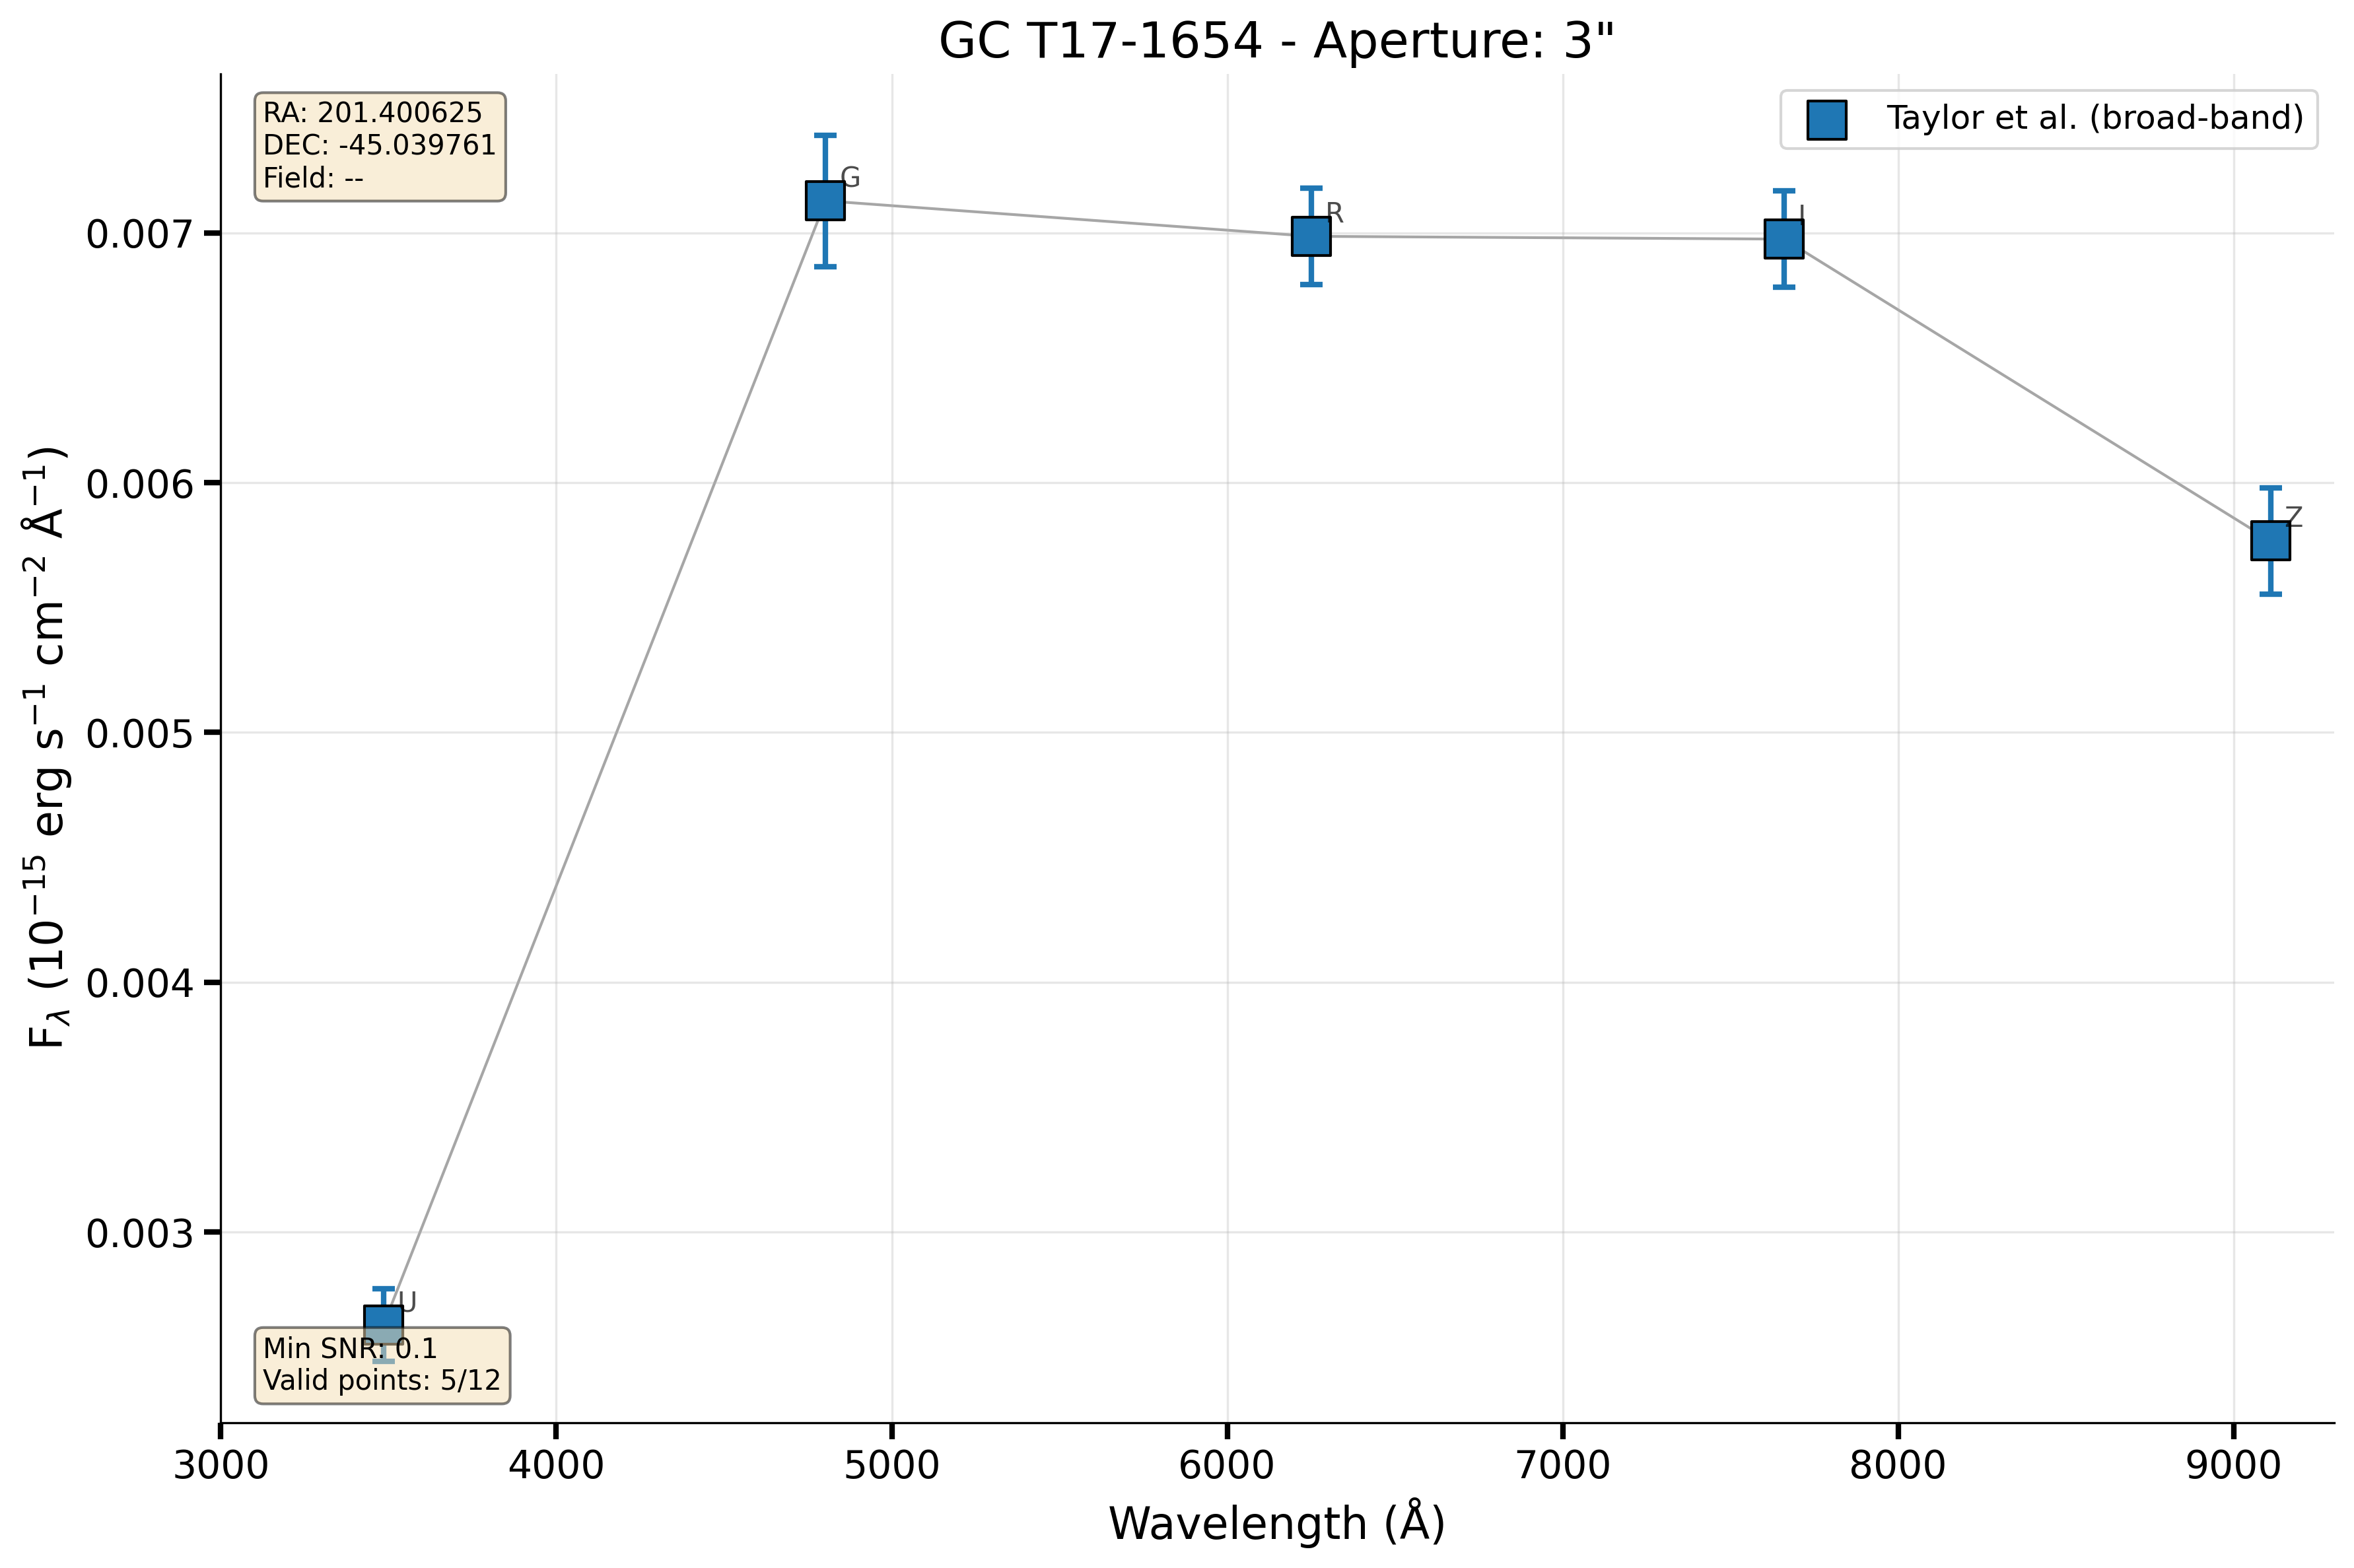 GC T17-1654 - Aperture: 3"
RA: 201.400625
DEC: -45.039761
Field: --
Taylor et al. (broad-band)
G
R
I
Z
U
0.007
0.006
0.005
0.004
0.003
F_λ (10⁻¹⁵ erg s⁻¹ cm⁻² Å⁻¹)
Min SNR: 0.1
Valid points: 5/12
3000 4000 5000 6000 7000 8000 9000
Wavelength (Å)